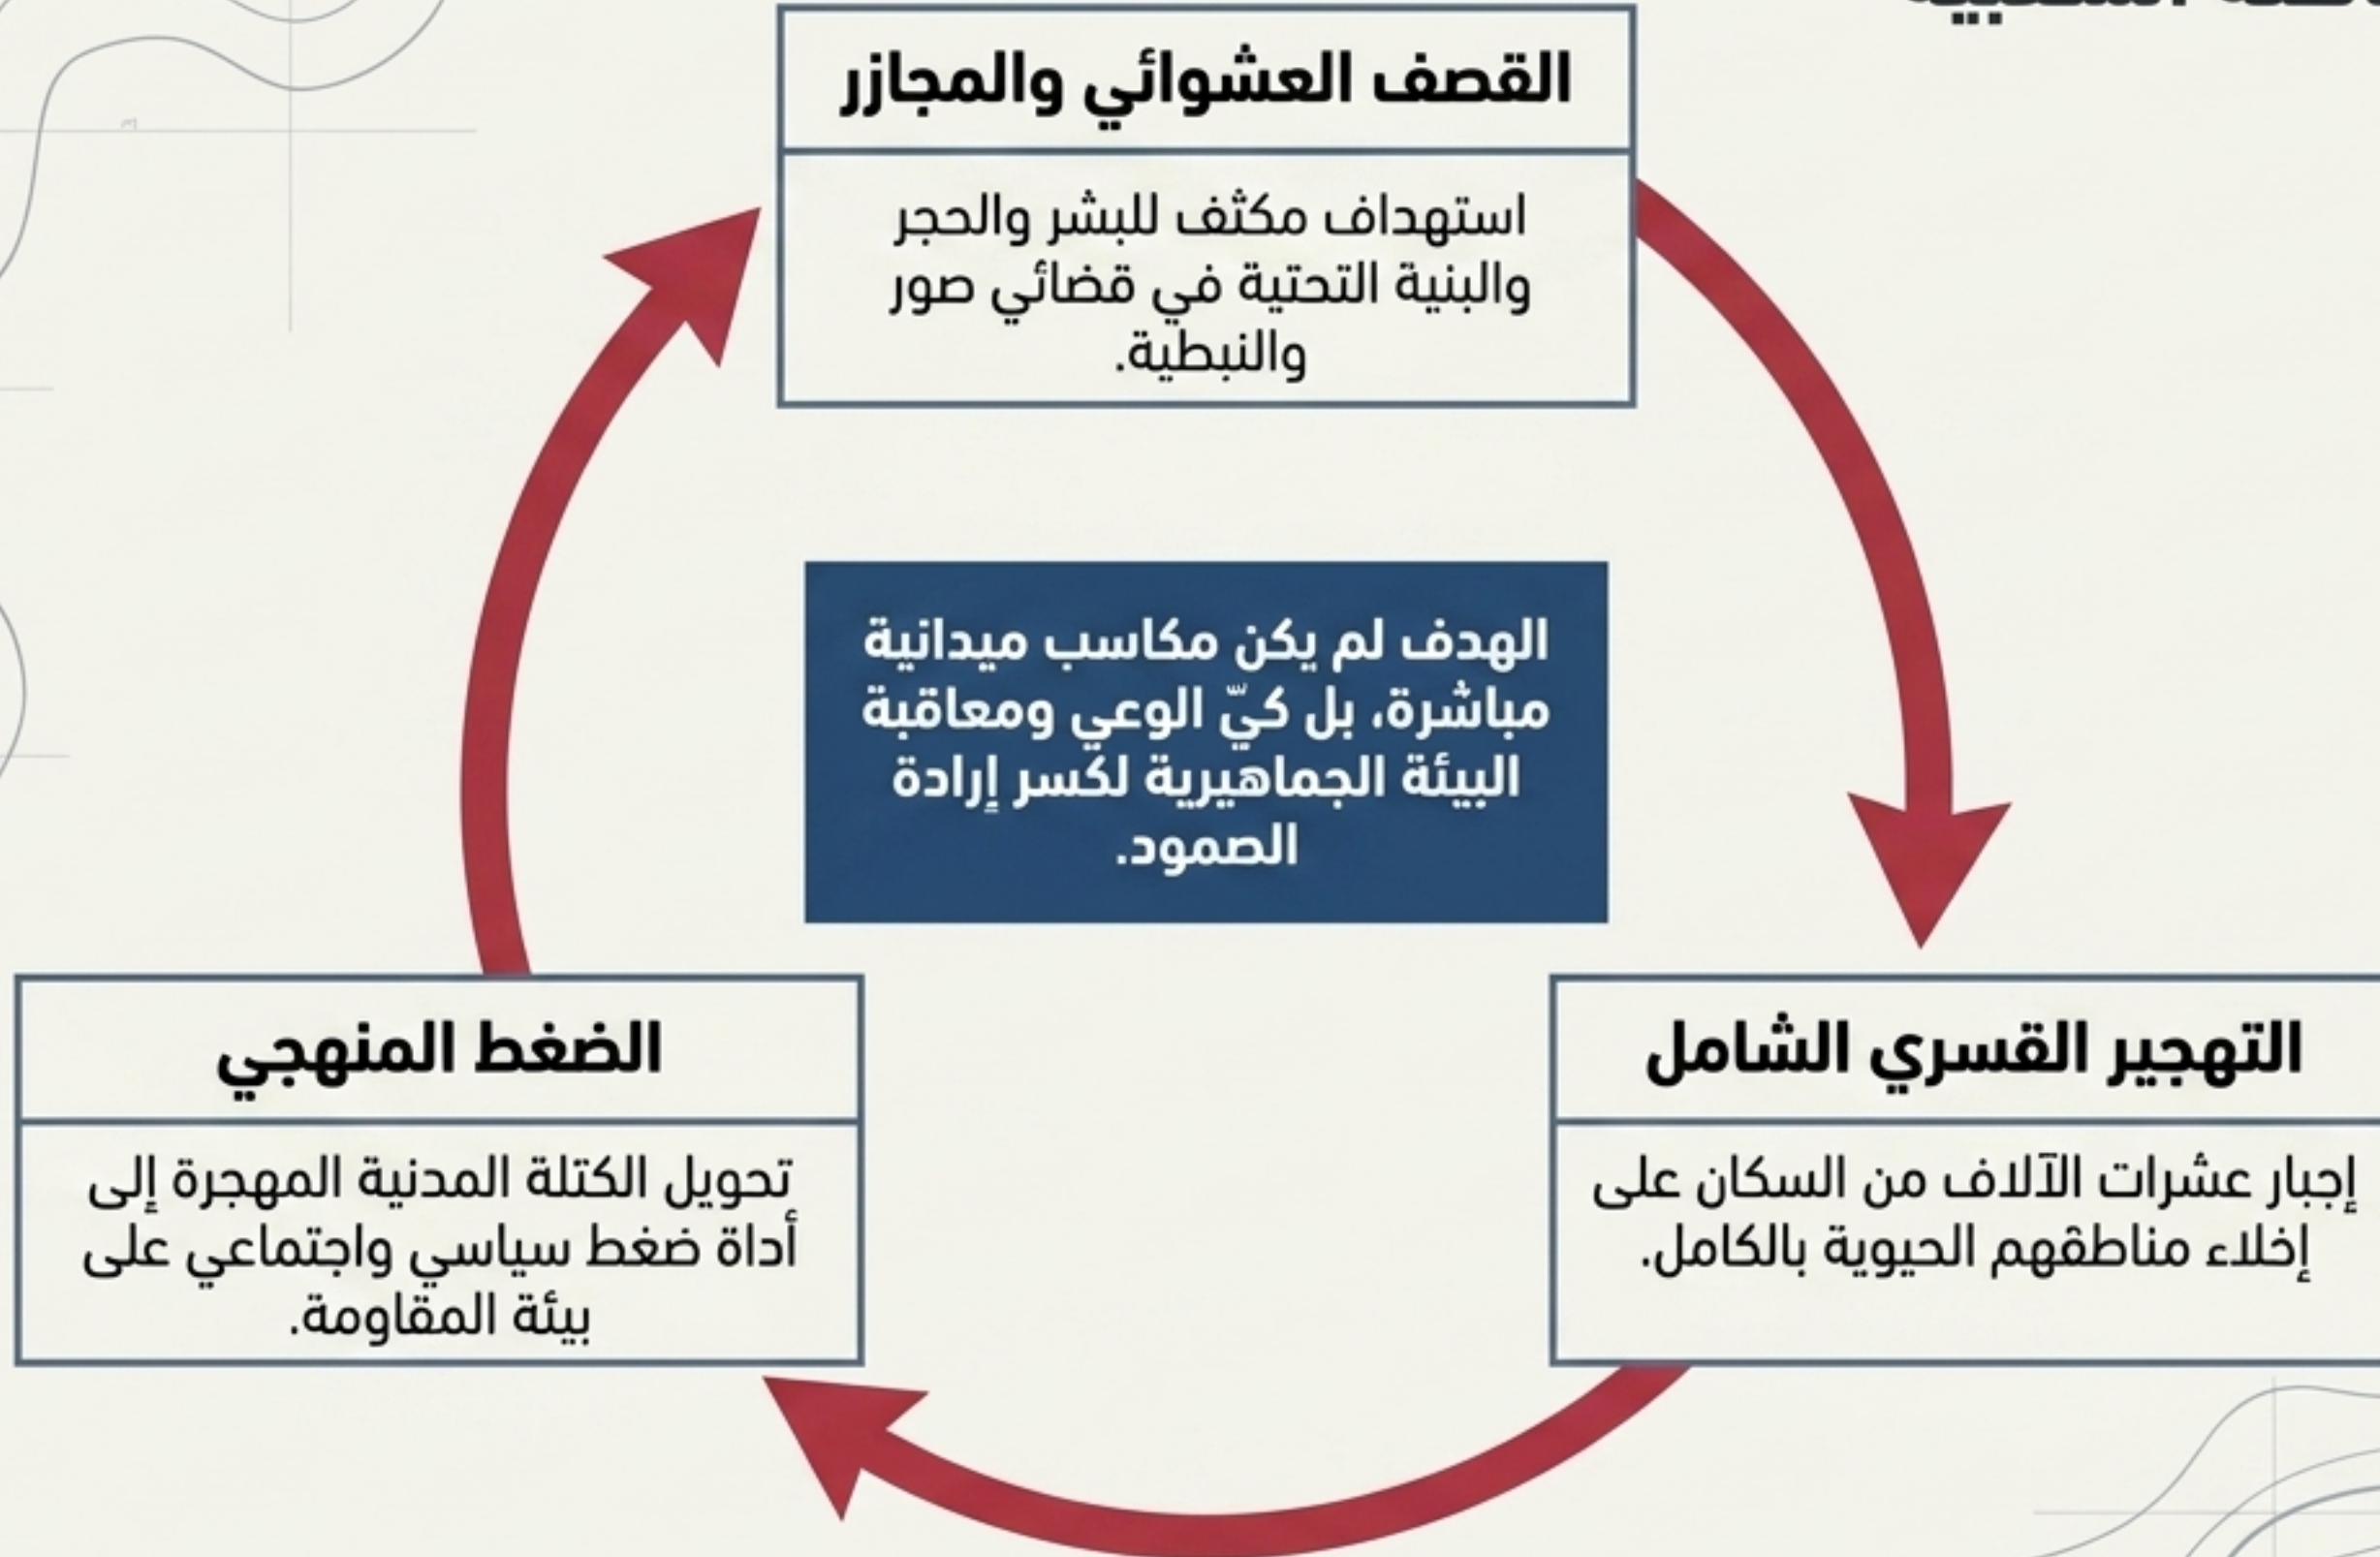 القصف العشوائي والمجازر
استهداف مكثف للبشر والحجر
والبنية التحتية في قضائي صور
والنبطية.
الهدف لم يكن مكاسب ميدانية
مباشرة، بل كيّ الوعي ومعاقبة
البيئة الجماهيرية لكسر إرادة
الصمود.
التهجير القسري الشامل
إجبار عشرات الآلاف من السكان على
إخلاء مناطقهم الحيوية بالكامل.
الضغط المنهجي
تحويل الكتلة المدنية المهجرة إلى
أداة ضغط سياسي واجتماعي على
بيئة المقاومة.